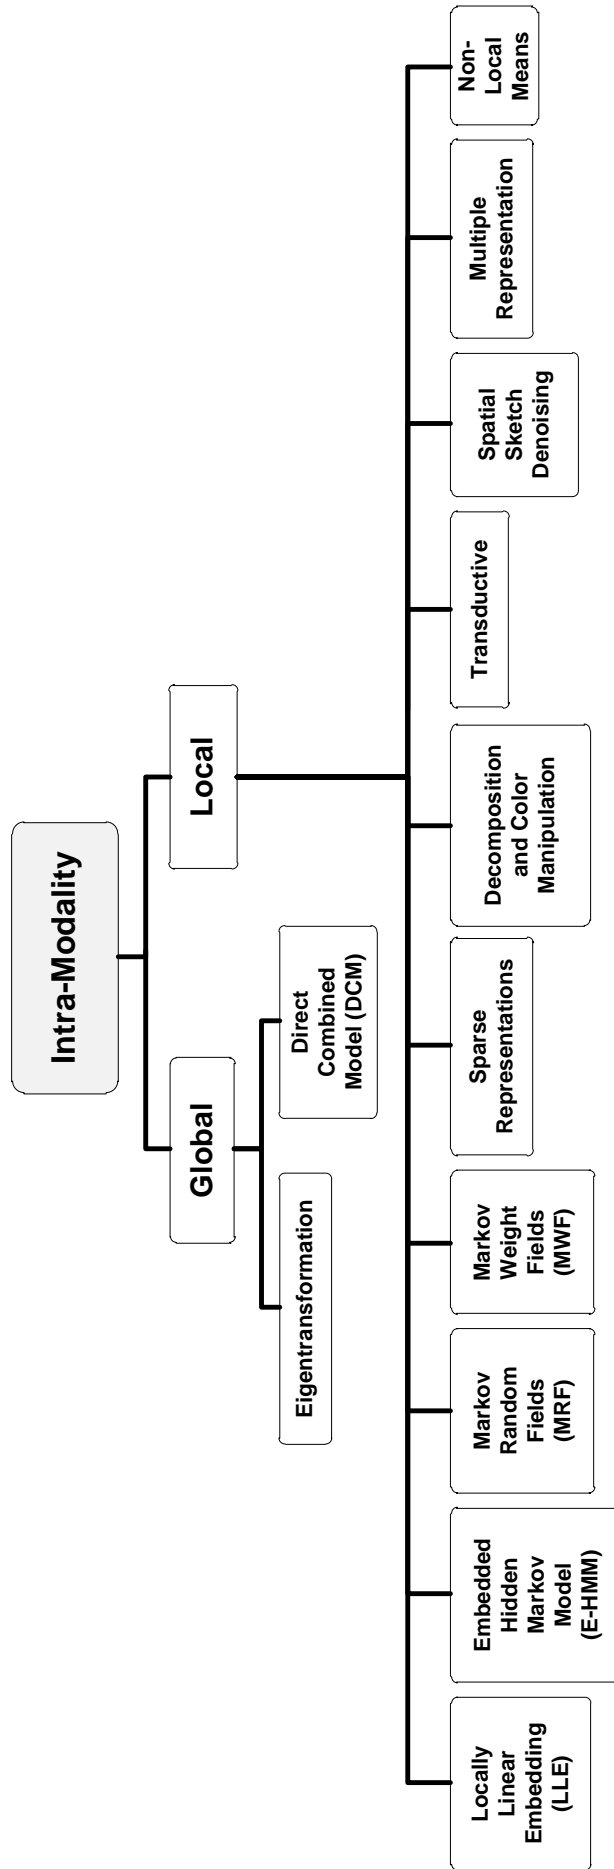 Intra-Modality
Global
Local
Eigentransformation
Direct
Combined
Model (DCM)
Locally
Linear
Embedding
(LLE)
Embedded
Hidden
Markov
Model
(E-HMM)
Markov
Random
Fields
(MRF)
Markov
Weight
Fields
(MWF)
Sparse
Representations
Decomposition
and Color
Manipulation
Transductive
Spatial
Sketch
Denoising
Multiple
Representation
Non-
Local
Means